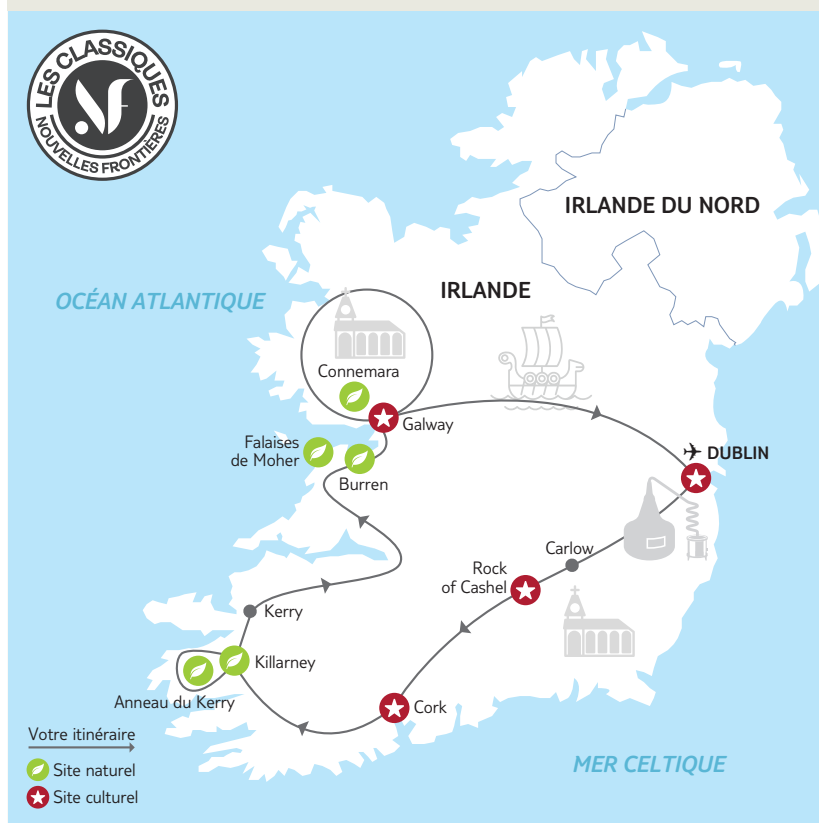 LES CLASSIQUES
NF
NOUVELLES FRONTIÈRES
IRLANDE DU NORD
OCÉAN ATLANTIQUE
IRLANDE
Connemara
Galway
Falaises
de Moher
Burren
DUBLIN
Carlow
Rock
of Cashel
Kerry
Killarney
Anneau du Kerry
Cork
Votre itinéraire
Site naturel
Site culturel
MER CELTIQUE